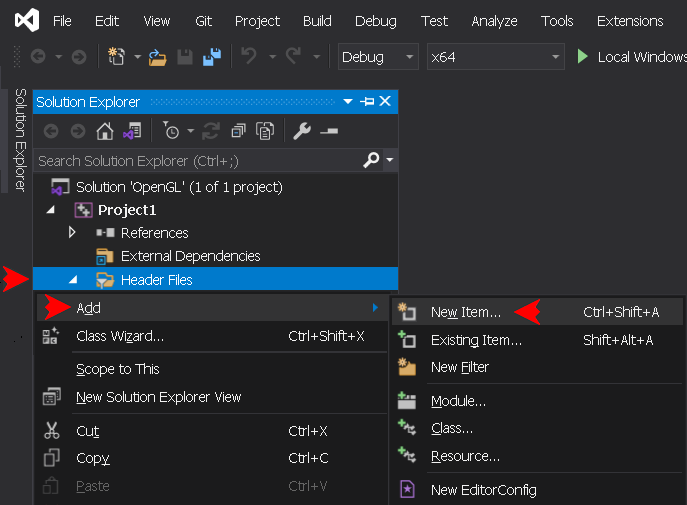 File Edit View Git Project Build Debug Test Analyze Tools Extensions
Debug x64 Local Windows
Solution Explorer
Solution Explorer
Search Solution Explorer (Ctrl+;)
Solution 'OpenGL' (1 of 1 project)
Project1
References
External Dependencies
Header Files
Add
Class Wizard... Ctrl+Shift+X
Scope to This
New Solution Explorer View
Cut Ctrl+X
Copy Ctrl+C
Paste Ctrl+V
New Item... Ctrl+Shift+A
Existing Item... Shift+Alt+A
New Filter
Module...
Class...
Resource...
New EditorConfig